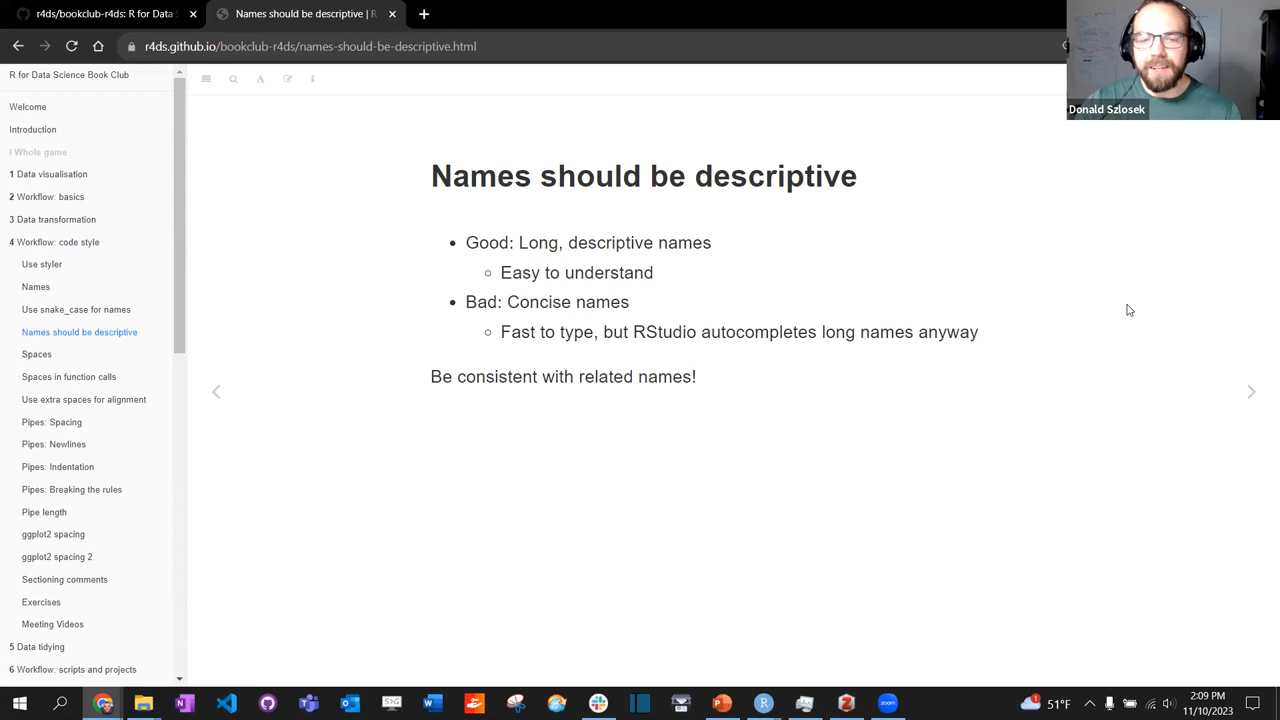 r4ds/bookclub-r4ds: R for Data S
Names should be descriptive | R
r4ds.github.io/bookclub-r4ds/names-should-be-descriptive.html
Donald Szlosek
R for Data Science Book Club
Welcome
Introduction
I Whole game
1 Data visualisation
2 Workflow: basics
3 Data transformation
4 Workflow: code style
Use styler
Names
Use snake_case for names
Names should be descriptive
Spaces
Spaces in function calls
Use extra spaces for alignment
Pipes: Spacing
Pipes: Newlines
Pipes: Indentation
Pipes: Breaking the rules
Pipe length
ggplot2 spacing
ggplot2 spacing 2
Sectioning comments
Exercises
Meeting Videos
5 Data tidying
6 Workflow: scripts and projects
Names should be descriptive
Good: Long, descriptive names
Easy to understand
Bad: Concise names
Fast to type, but RStudio autocompletes long names anyway
Be consistent with related names!
51°F
2:09 PM
11/10/2023